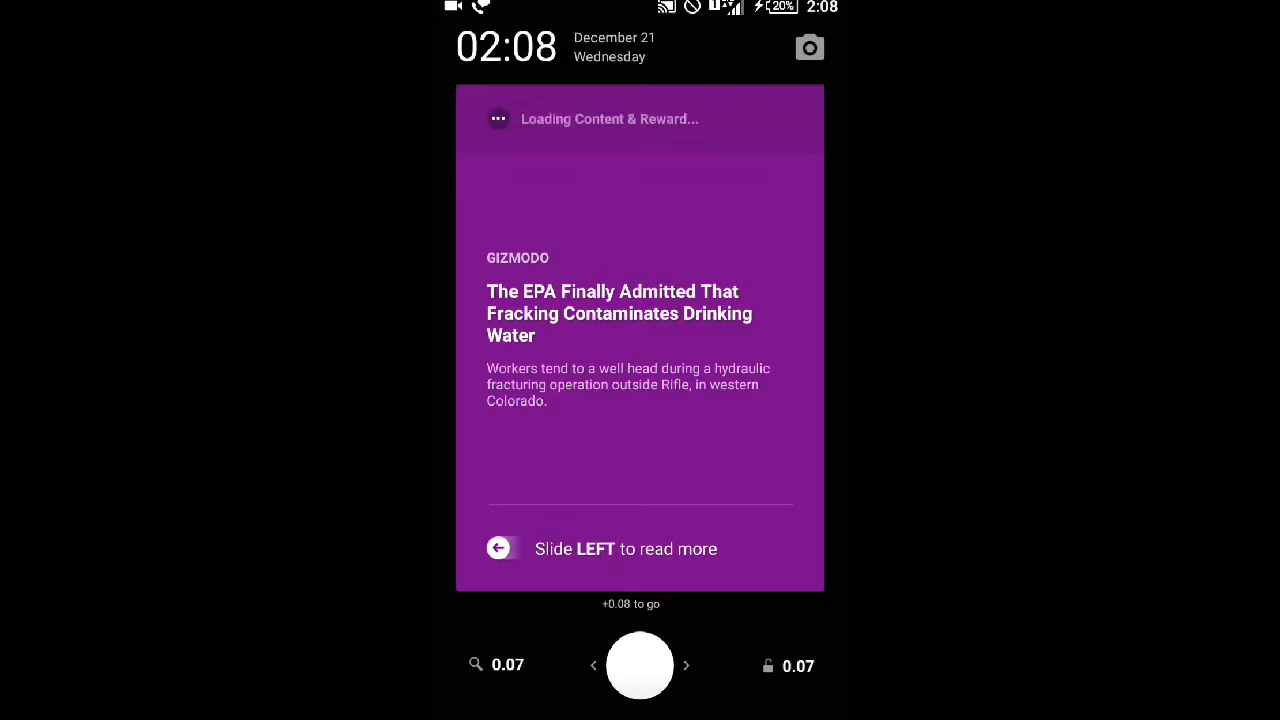 20% 2:08
02:08
December 21
Wednesday
Loading Content & Reward...
GIZMODO
The EPA Finally Admitted That
Fracking Contaminates Drinking
Water
Workers tend to a well head during a hydraulic
fracturing operation outside Rifle, in western
Colorado.
Slide LEFT to read more
+0.08 to go
0.07
0.07